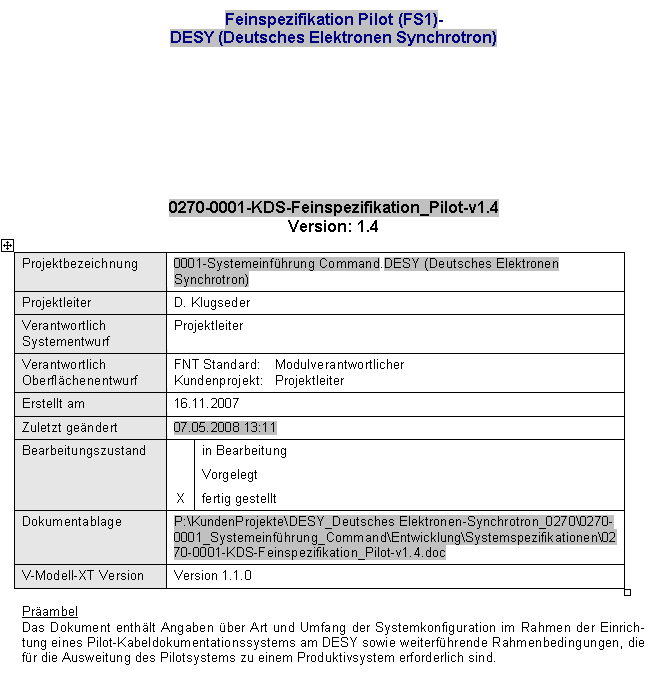 Feinspezifikation Pilot (FS1)-
DESY (Deutsches Elektronen Synchrotron)
0270-0001-KDS-Feinspezifikation_Pilot-v1.4
Version: 1.4
Projektbezeichnung
0001-Systemeinführung Command.DESY (Deutsches Elektronen
Synchrotron)
Projektleiter
D. Klugseder
Verantwortlich
Systementwurf
Projektleiter
Verantwortlich
Oberflächenentwurf
FNT Standard: Modulverantwortlicher
Kundenprojekt: Projektleiter
Erstellt am
16.11.2007
Zuletzt geändert
07.05.2008 13:11
Bearbeitungszustand
in Bearbeitung
Vorgelegt
X fertig gestellt
Dokumentablage
P:\KundenProjekte\DESY_Deutsches Elektronen-Synchrotron_0270\0270-
0001_Systemeinführung_Command\Entwicklung\Systemspezifikationen\02
70-0001-KDS-Feinspezifikation_Pilot-v1.4.doc
V-Modell-XT Version
Version 1.1.0
Präambel
Das Dokument enthält Angaben über Art und Umfang der Systemkonfiguration im Rahmen der Einrich-
tung eines Pilot-Kabeldokumentationssystems am DESY sowie weiterführende Rahmenbedingungen, die
für die Ausweitung des Pilotsystems zu einem Produktivsystem erforderlich sind.